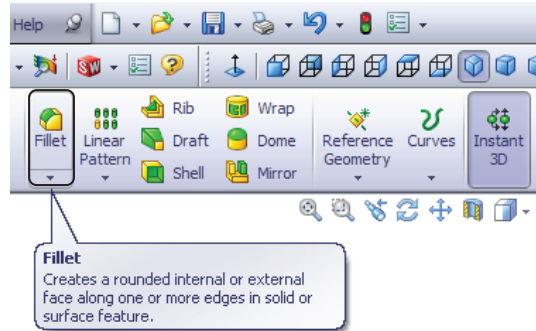 Help
SW
Fillet
Linear
Pattern
Rib
Draft
Shell
Wrap
Dome
Mirror
Reference
Geometry
Curves
Instant
3D
Fillet
Creates a rounded internal or external
face along one or more edges in solid or
surface feature.